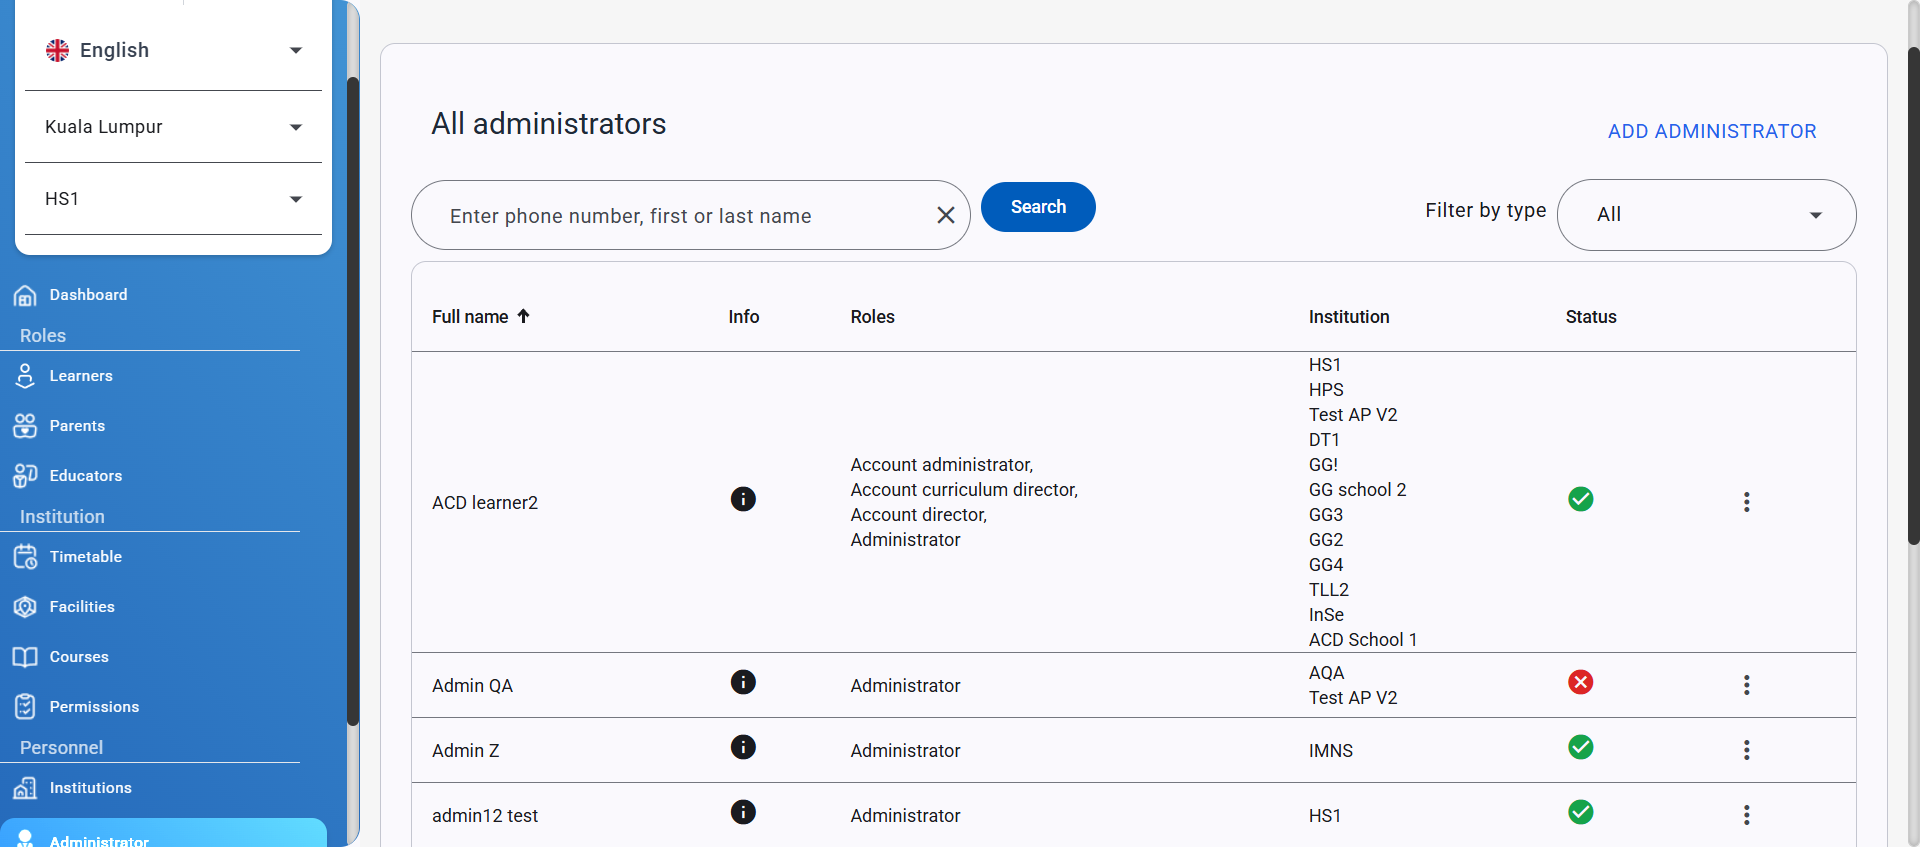 English
Kuala Lumpur
HS1
Dashboard
Roles
Learners
Parents
Educators
Institution
Timetable
Facilities
Courses
Permissions
Personnel
Institutions
Administrator
All administrators
ADD ADMINISTRATOR
Enter phone number, first or last name
Search
Filter by type
All
Full name
Info
Roles
Institution
Status
ACD learner2
Account administrator,
Account curriculum director,
Account director,
Administrator
HS1
HPS
Test AP V2
DT1
GG!
GG school 2
GG3
GG2
GG4
TLL2
InSe
ACD School 1
Admin QA
Administrator
AQA
Test AP V2
Admin Z
Administrator
IMNS
admin12 test
Administrator
HS1